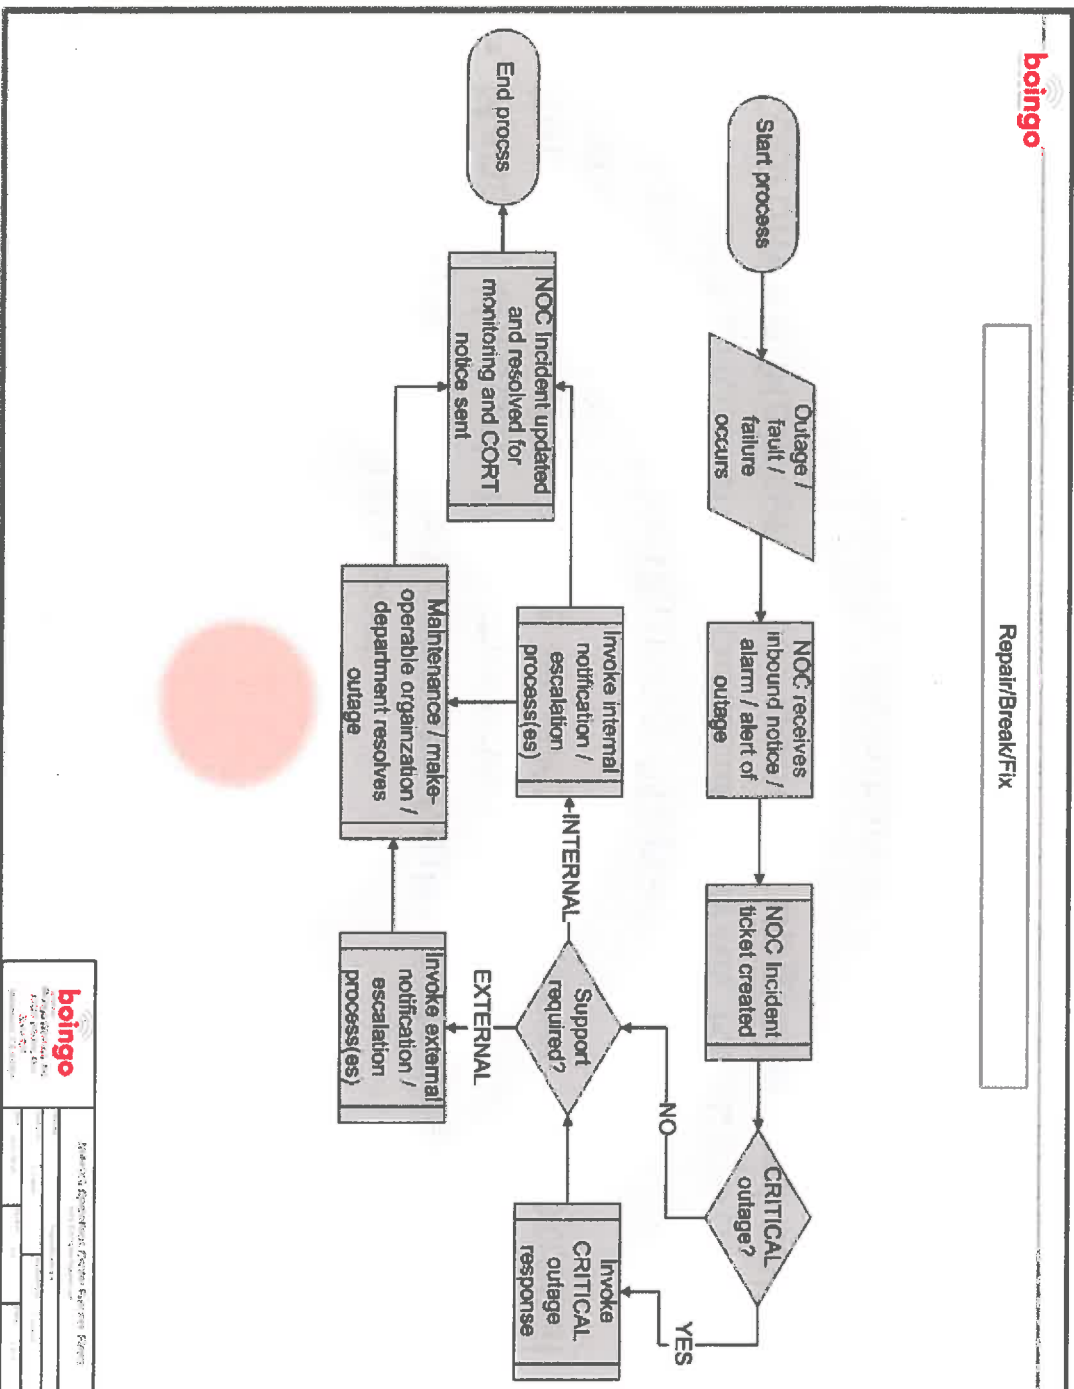 boingo
Repair/Break/Fix
Start process
Outage /
fault /
failure
occurs
NOC receives
inbound notice /
alarm / alert of
outage
NOC Incident
ticket created
CRITICAL
outage?
NO
YES
Invoke
CRITICAL
outage
response
Support
required?
INTERNAL
EXTERNAL
Invoke internal
notification /
escalation
process(es)
Invoke external
notification /
escalation
process(es)
Maintenance / make-
operable orgainzation /
department resolves
outage
NOC Incident updated
and resolved for
monitoring and CORT
notice sent
End procss
boingo